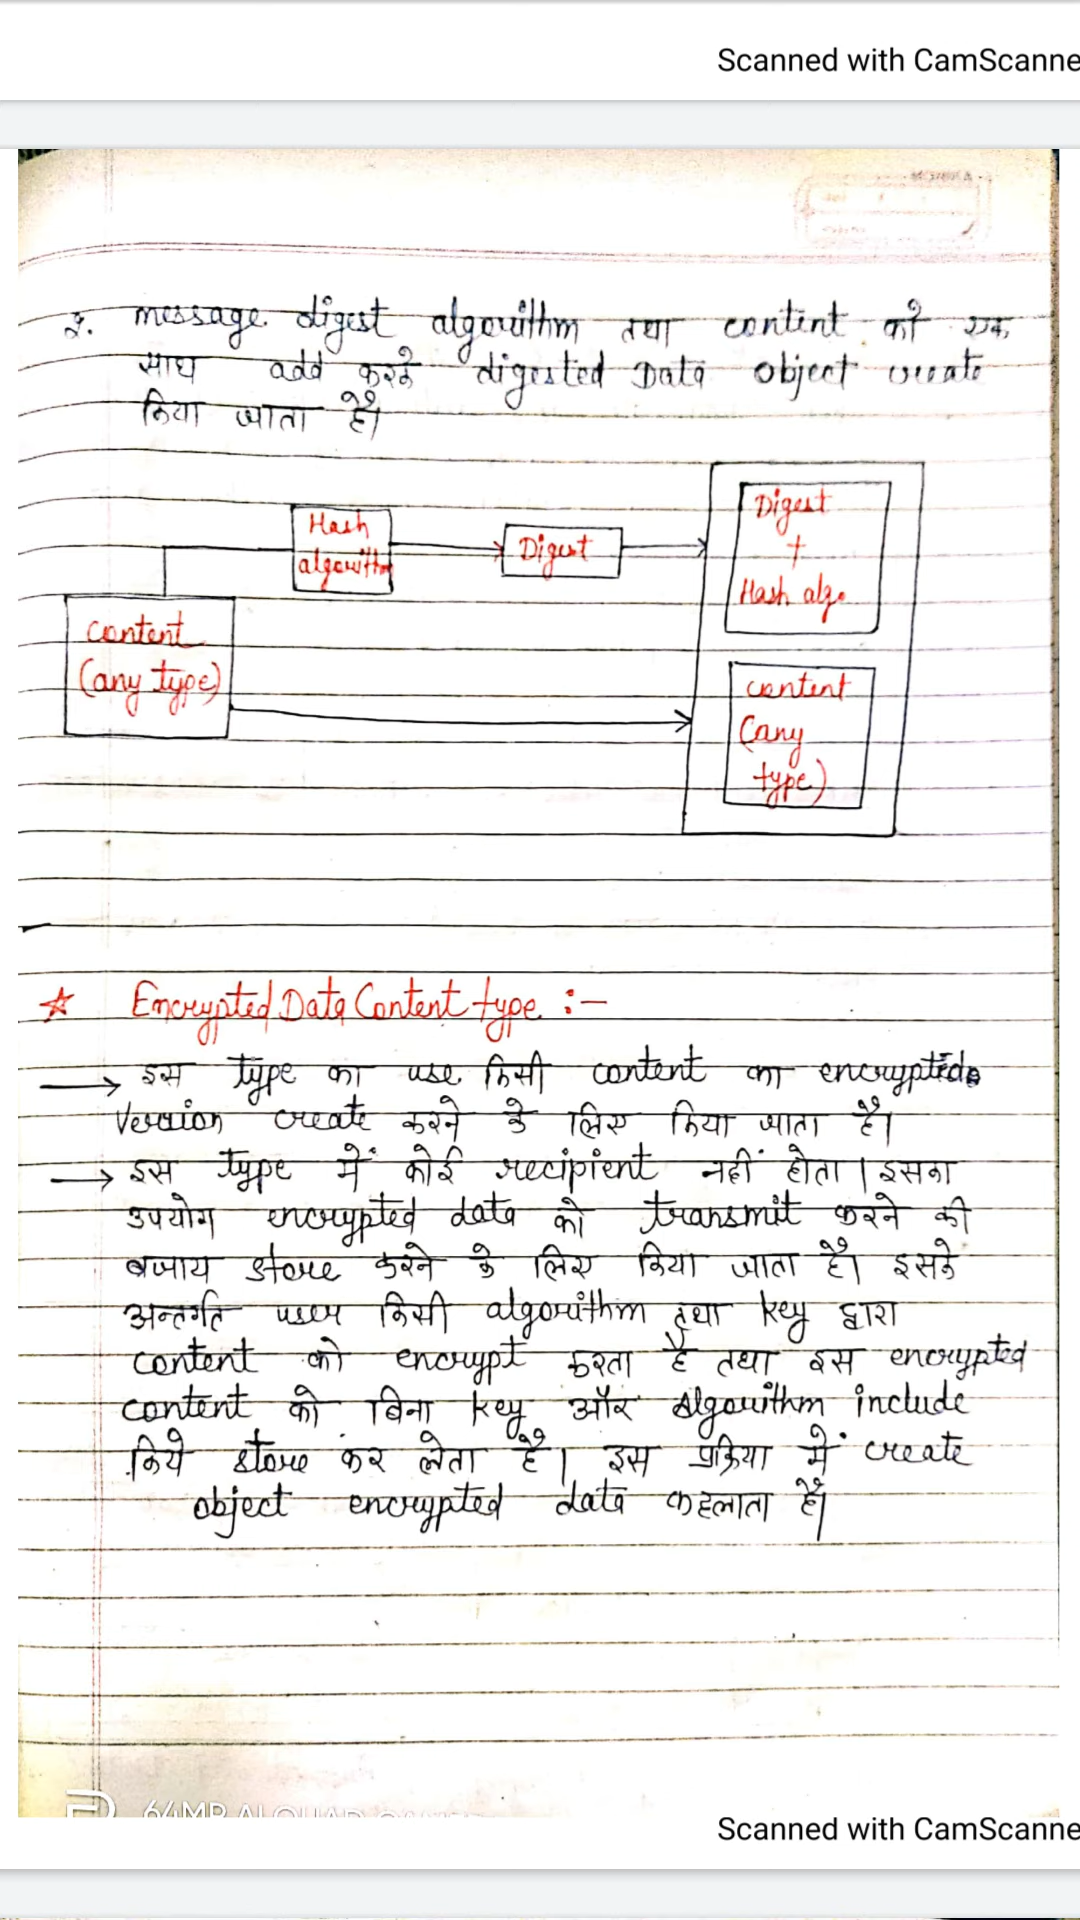 Scanned with CamScanne
2. message digest algorithm तथा content को एक
साथ add करके digested Data object create
किया जाता है।
Hash
algorithm
Digest
Digest
+
Hash algo
content
(any type)
content
(any
type)
☆ Encrypted Data Content type :-
→ इस type का use किसी content का encrypted
Version create करने के लिए किया जाता है।
→ इस type में कोई recipient नहीं होता। इसका
उपयोग encrypted data को transmit करने की
बजाय store करने के लिए किया जाता है। इसके
अन्तर्गत user किसी algorithm तथा key द्वारा
content को encrypt करता है तथा इस encrypted
content को बिना key और algorithm include
किये store कर लेता है। इस प्रक्रिया में create
object encrypted data कहलाता है।
Scanned with CamScanne